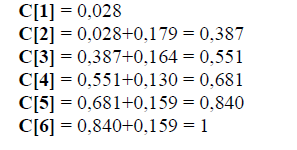 C[1] = 0,028
C[2] = 0,028+0,179 = 0,387
C[3] = 0,387+0,164 = 0,551
C[4] = 0,551+0,130 = 0,681
C[5] = 0,681+0,159 = 0,840
C[6] = 0,840+0,159 = 1